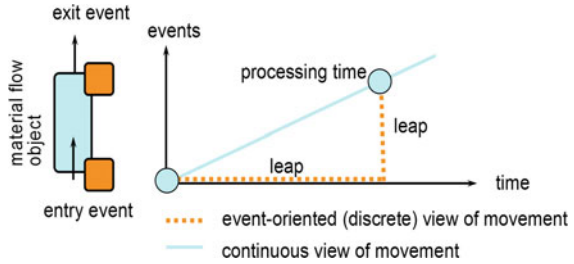 exit event
events
processing time
material flow
object
leap
leap
time
entry event
event-oriented (discrete) view of movement
continuous view of movement